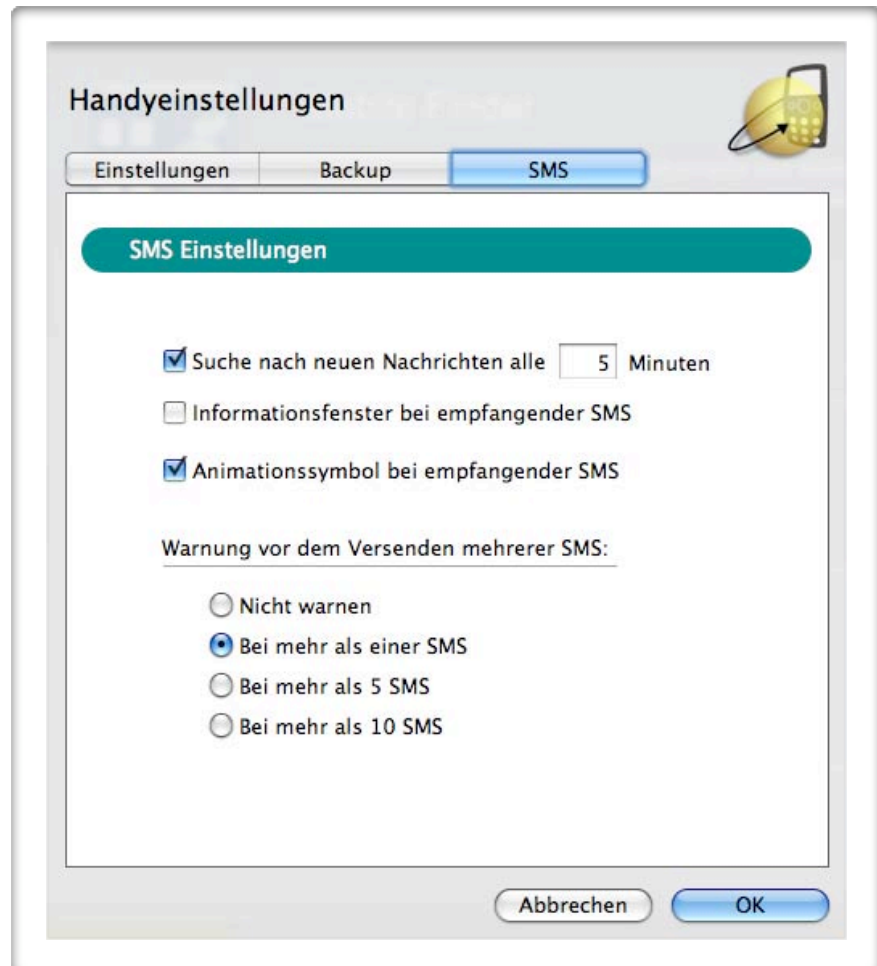 Handyeinstellungen
Einstellungen Backup SMS
SMS Einstellungen
Suche nach neuen Nachrichten alle 5 Minuten
Informationsfenster bei empfangender SMS
Animationssymbol bei empfangender SMS
Warnung vor dem Versenden mehrerer SMS:
Nicht warnen
Bei mehr als einer SMS
Bei mehr als 5 SMS
Bei mehr als 10 SMS
Abbrechen OK